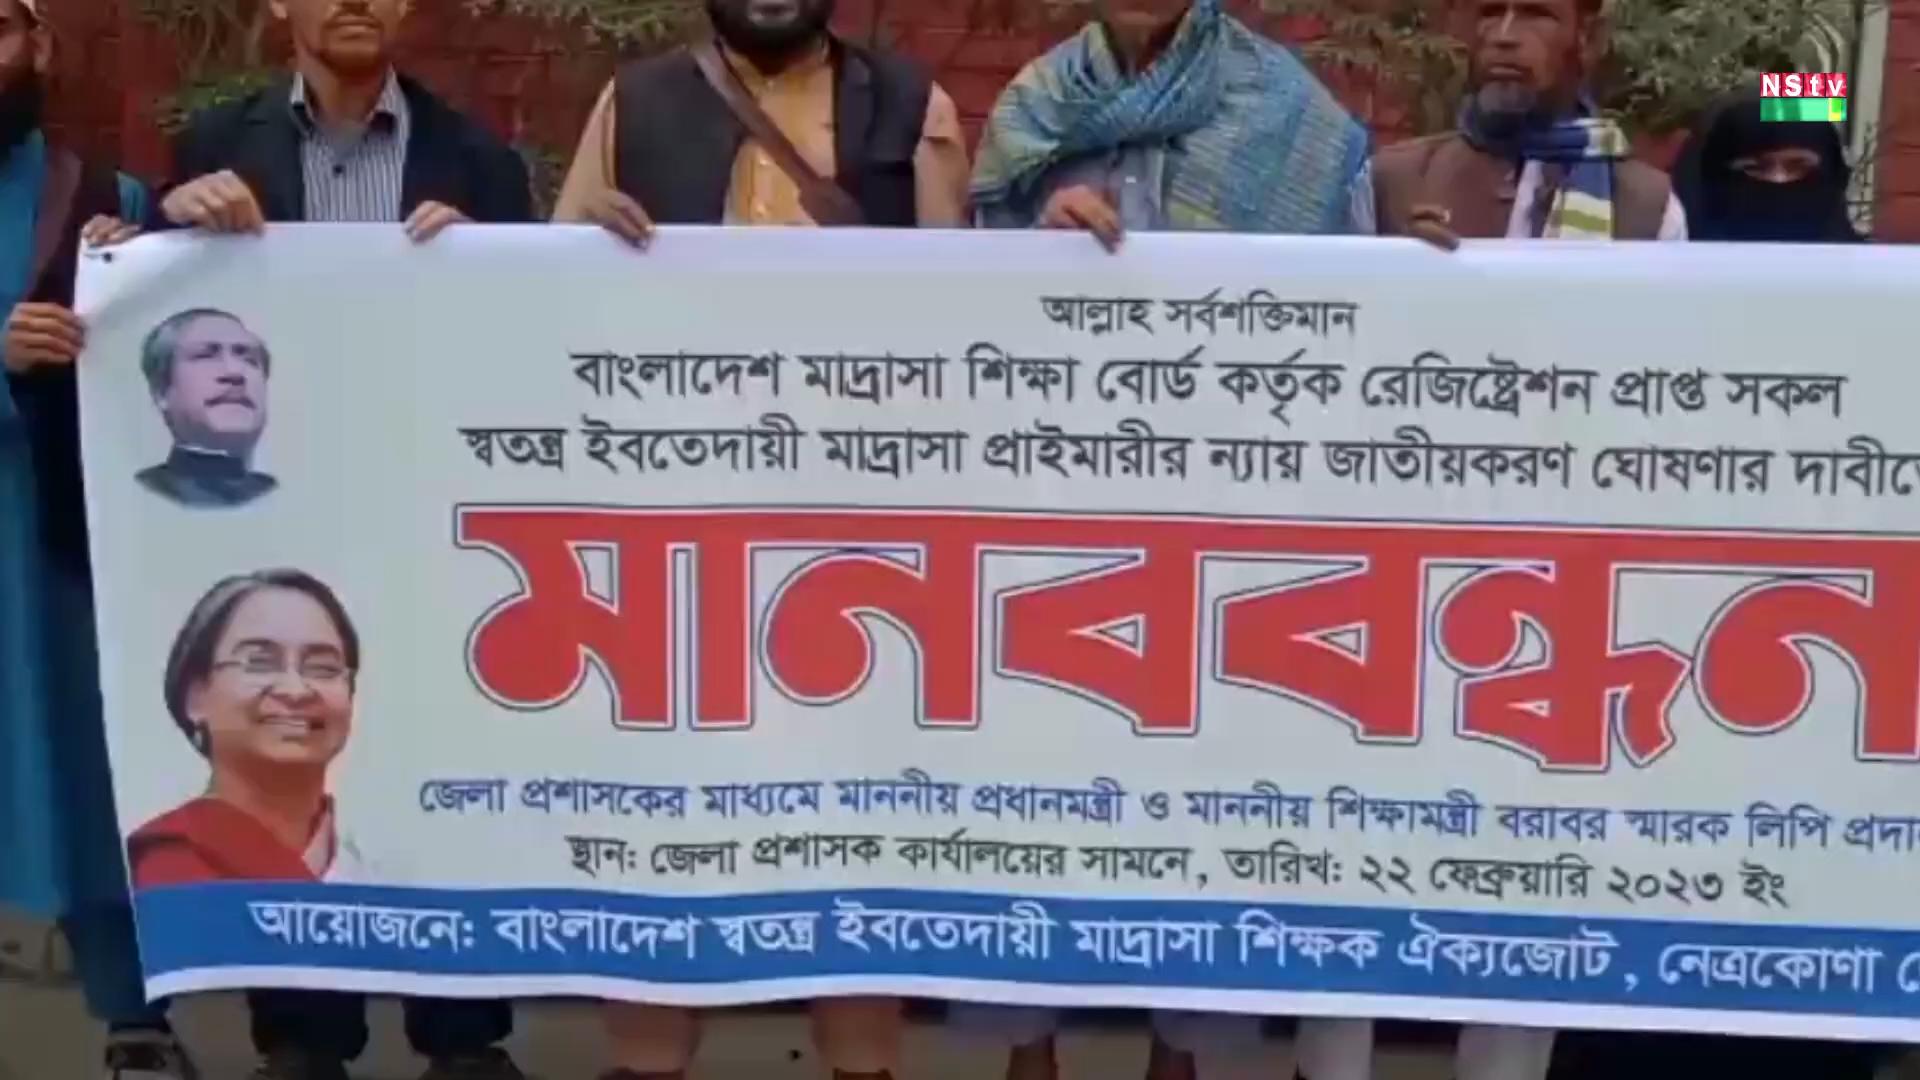 NStv
আল্লাহ সর্বশক্তিমান
বাংলাদেশ মাদ্রাসা শিক্ষা বোর্ড কর্তৃক রেজিষ্ট্রেশন প্রাপ্ত সকল
স্বতন্ত্র ইবতেদায়ী মাদ্রাসা প্রাইমারীর ন্যায় জাতীয়করণ ঘোষণার
মানববন্ধন
জেলা প্রশাসকের মাধ্যমে মাননীয় প্রধানমন্ত্রী ও মাননীয় শিক্ষামন্ত্রী বরাবর স্মারক লিপি
স্থান: জেলা প্রশাসক কার্যালয়ের সামনে, তারিখ: ২২ ফেব্রুয়ারি ২০২৩ ইং
আয়োজনে: বাংলাদেশ স্বতন্ত্র ইবতেদায়ী মাদ্রাসা শিক্ষক ঐক্যজোট, নেত্রকোণা